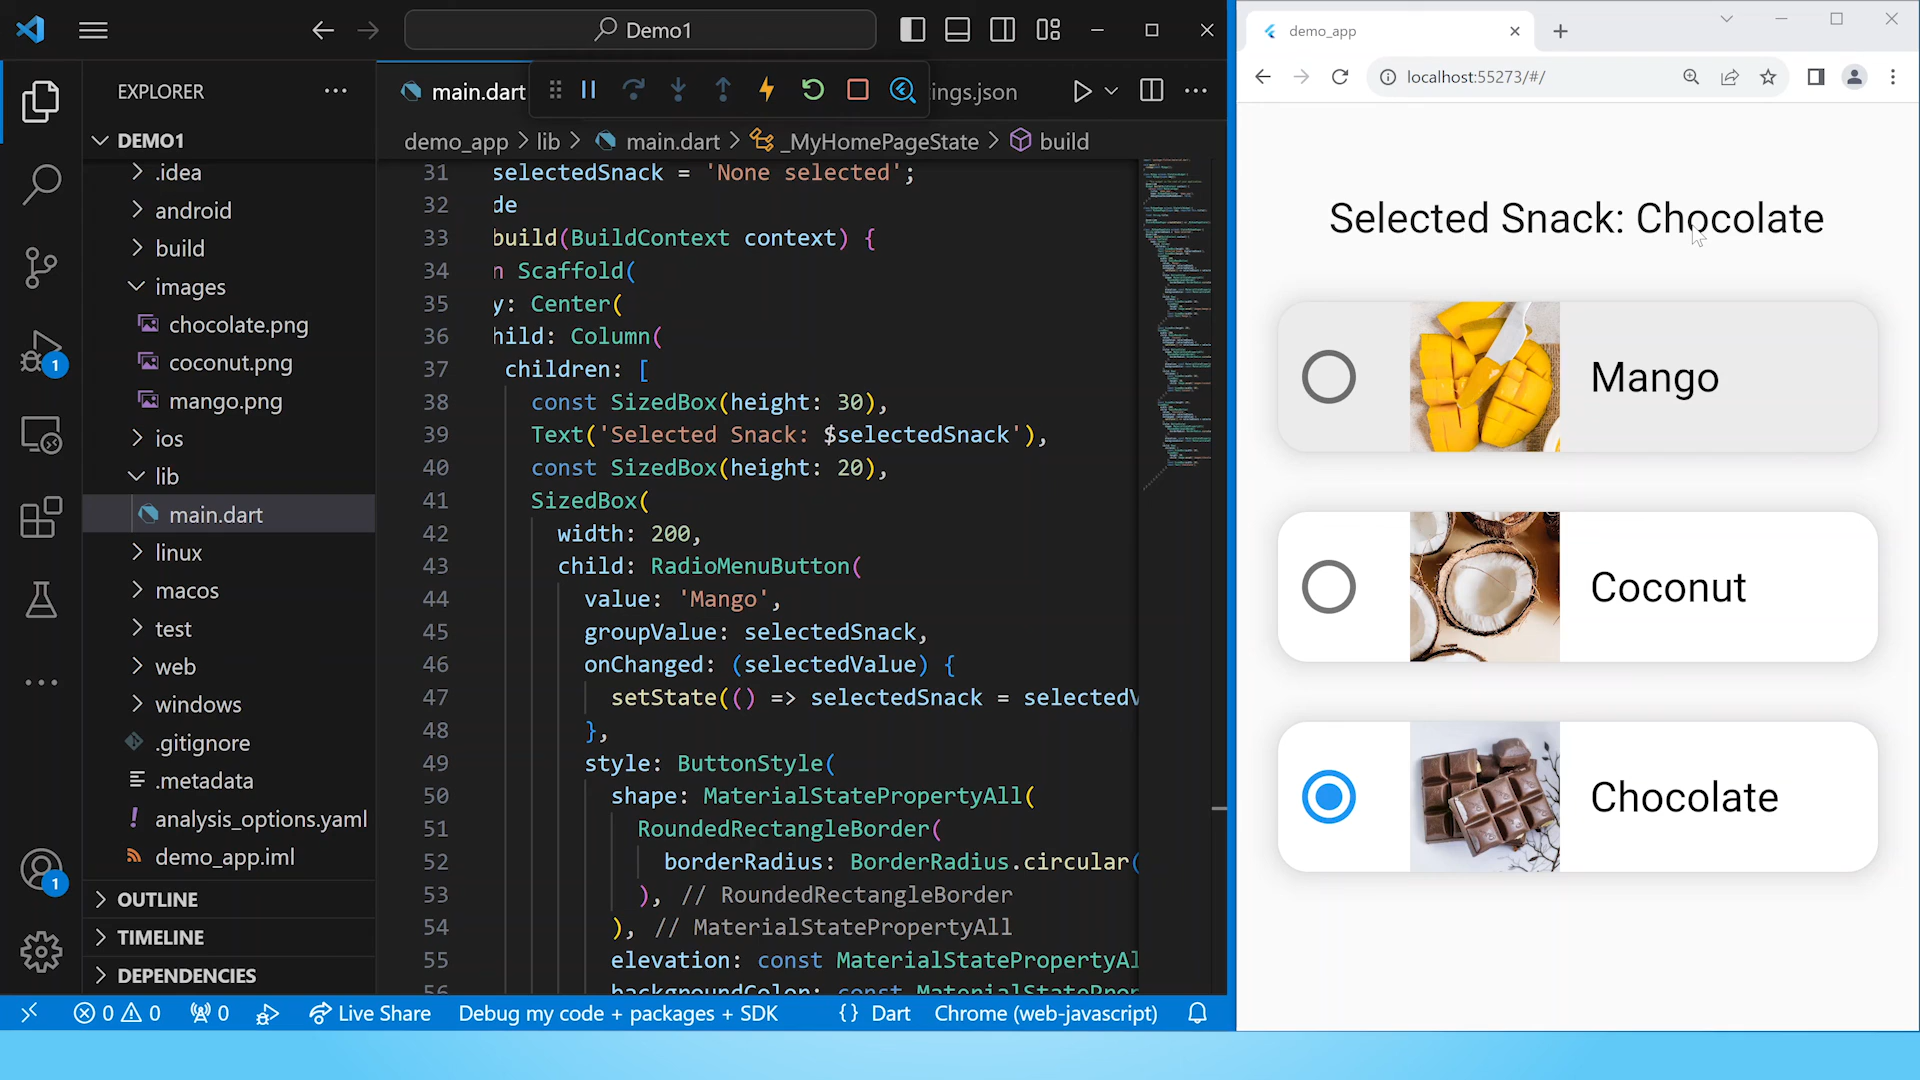 Demo1
EXPLORER
DEMO1
.idea
android
build
images
chocolate.png
coconut.png
mango.png
ios
lib
main.dart
linux
macos
test
web
windows
.gitignore
.metadata
analysis_options.yaml
demo_app.iml
OUTLINE
TIMELINE
DEPENDENCIES
1
1
main.dart
ings.json
demo_app > lib > main.dart > _MyHomePageState > build
31 selectedSnack = 'None selected';
32 de
33 build(BuildContext context) {
34 n Scaffold(
35 y: Center(
36 hild: Column(
37 children: [
38 const SizedBox(height: 30),
39 Text('Selected Snack: $selectedSnack'),
40 const SizedBox(height: 20),
41 SizedBox(
42 width: 200,
43 child: RadioMenuButton(
44 value: 'Mango',
45 groupValue: selectedSnack,
46 onChanged: (selectedValue) {
47 setState(() => selectedSnack = selectedV
48 },
49 style: ButtonStyle(
50 shape: MaterialStatePropertyAll(
51 RoundedRectangleBorder(
52 borderRadius: BorderRadius.circular(
53 ), // RoundedRectangleBorder
54 ), // MaterialStatePropertyAll
55 elevation: const MaterialStatePropertyAl
56 backgroundColor: const MaterialStateProp
0 0 0 Live Share Debug my code + packages + SDK {} Dart Chrome (web-javascript)
demo_app
localhost:55273/#/
Selected Snack: Chocolate
Mango
Coconut
Chocolate